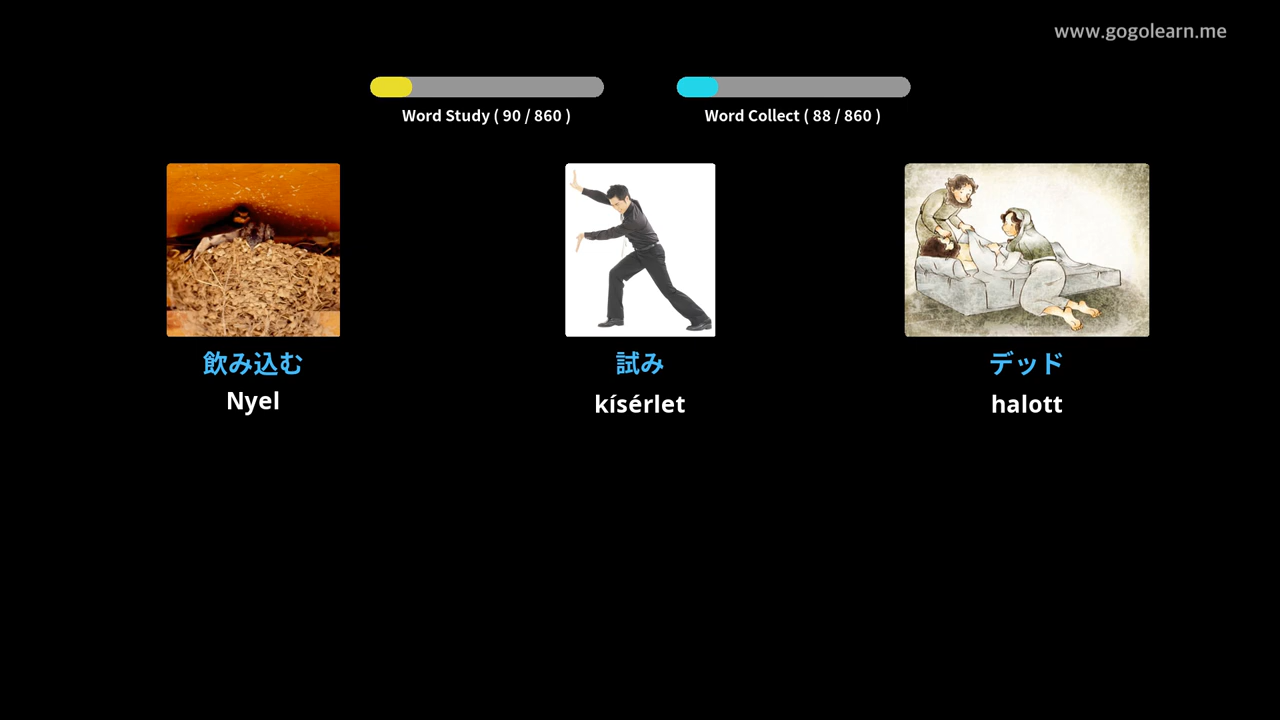 www.gogolearn.me
Word Study ( 90 / 860 )
Word Collect ( 88 / 860 )
飲み込む
Nyel
試み
kísérlet
デッド
halott